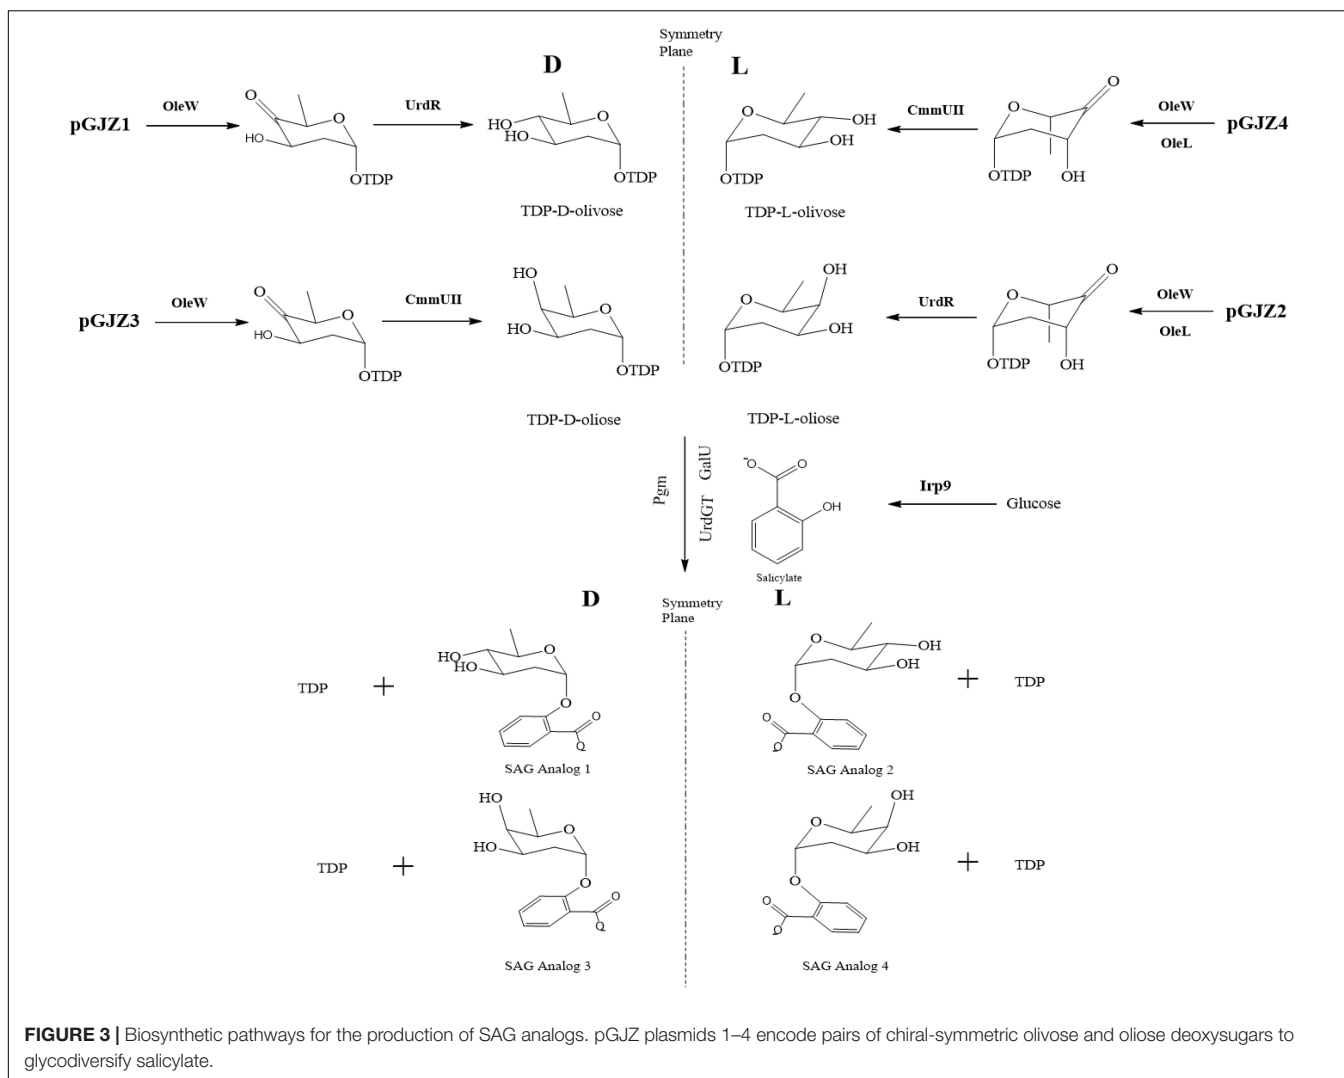 Symmetry
Plane
D
L
pGJZ1
OleW
O
O
HO
OTDP
UrdR
HO
HO
O
OTDP
TDP-D-olivose
O
OH
OH
OTDP
TDP-L-olivose
CmmUII
O
O
OTDP
OH
OleW
OleL
pGJZ4
pGJZ3
OleW
O
O
HO
OTDP
CmmUII
HO
HO
O
OTDP
TDP-D-oliose
OH
O
OH
OTDP
TDP-L-oliose
UrdR
O
O
OTDP
OH
OleW
OleL
pGJZ2
Pgm
UrdGT GalU
-O
O
OH
Salicylate
Irp9
Glucose
D
Symmetry
Plane
L
TDP
+
HO
HO
O
O
O
O
SAG Analog 1
O
OH
OH
O
O
O
SAG Analog 2
+
TDP
TDP
+
HO
HO
O
O
O
O
SAG Analog 3
OH
O
OH
O
O
O
SAG Analog 4
+
TDP
FIGURE 3 | Biosynthetic pathways for the production of SAG analogs. pGJZ plasmids 1–4 encode pairs of chiral-symmetric olivose and oliose deoxysugars to
glycodiversify salicylate.